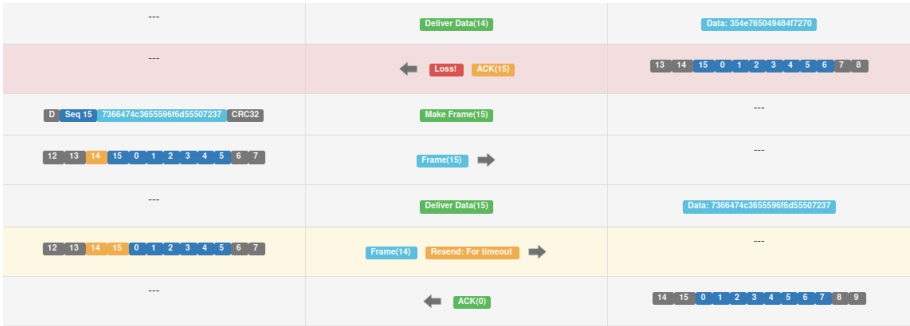 ---
Deliver Data(14)
Data: 354e765049484f7270
---
Loss! ACK(15)
13 14 15 0 1 2 3 4 5 6 7 8
D Seq 15 7366474c3655596f6d55507237 CRC32
Make Frame(15)
---
12 13 14 15 0 1 2 3 4 5 6 7
Frame(15)
---
---
Deliver Data(15)
Data: 7366474c3655596f6d55507237
12 13 14 15 0 1 2 3 4 5 6 7
Frame(14) Resend: For timeout
---
---
ACK(0)
14 15 0 1 2 3 4 5 6 7 8 9